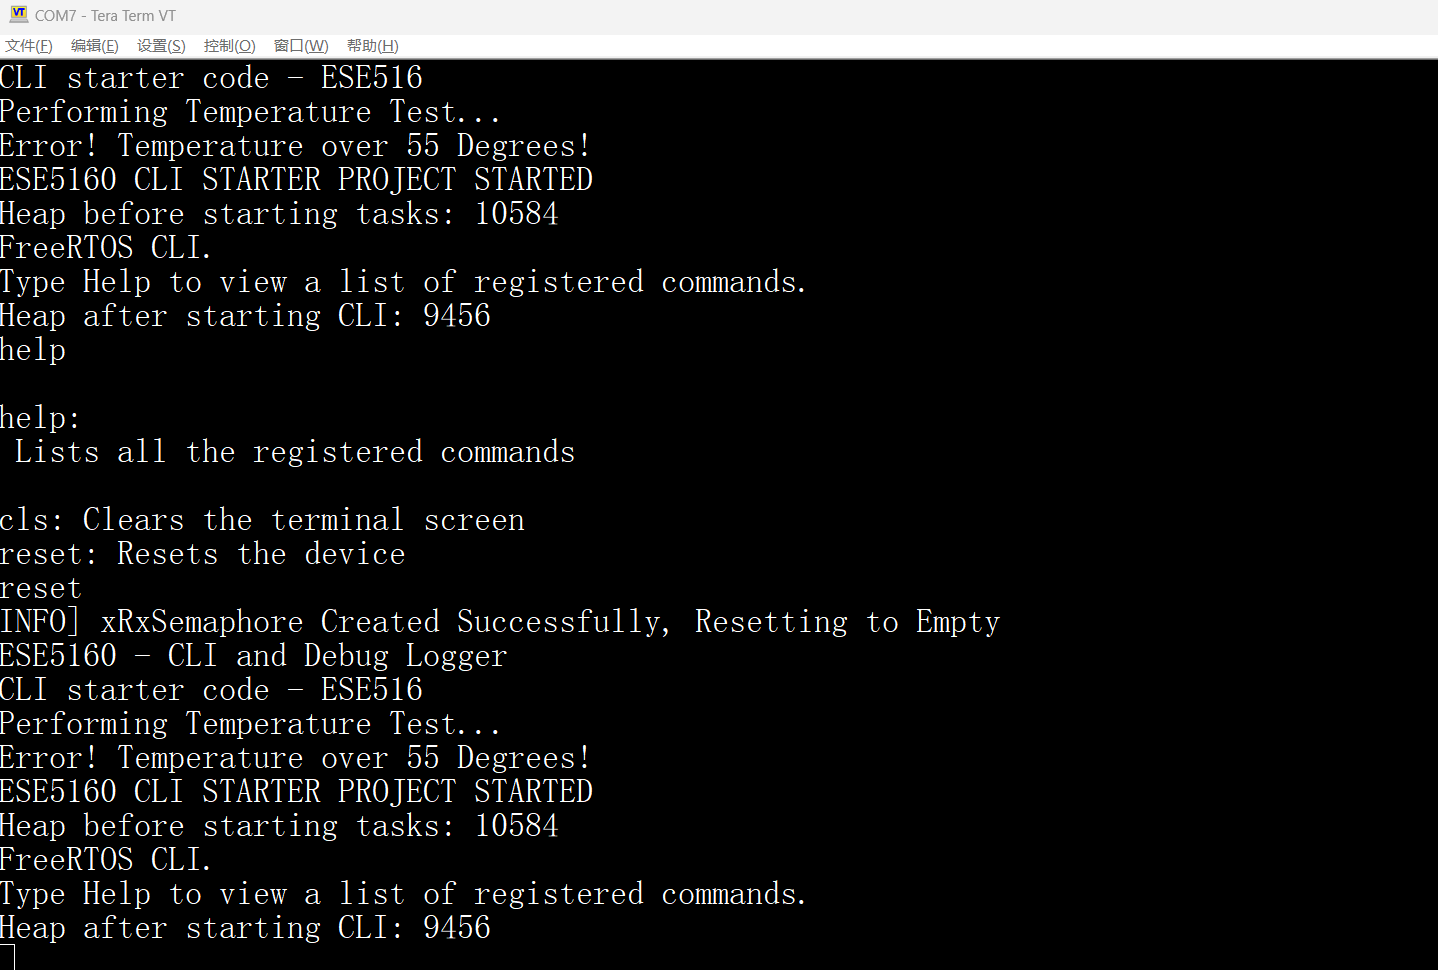 VT COM7 - Tera Term VT
文件(F) 编辑(E) 设置(S) 控制(O) 窗口(W) 帮助(H)
CLI starter code - ESE516
Performing Temperature Test...
Error! Temperature over 55 Degrees!
ESE5160 CLI STARTER PROJECT STARTED
Heap before starting tasks: 10584
FreeRTOS CLI.
Type Help to view a list of registered commands.
Heap after starting CLI: 9456
help
help:
Lists all the registered commands
cls: Clears the terminal screen
reset: Resets the device
reset
INFO] xRxSemaphore Created Successfully, Resetting to Empty
ESE5160 - CLI and Debug Logger
CLI starter code - ESE516
Performing Temperature Test...
Error! Temperature over 55 Degrees!
ESE5160 CLI STARTER PROJECT STARTED
Heap before starting tasks: 10584
FreeRTOS CLI.
Type Help to view a list of registered commands.
Heap after starting CLI: 9456